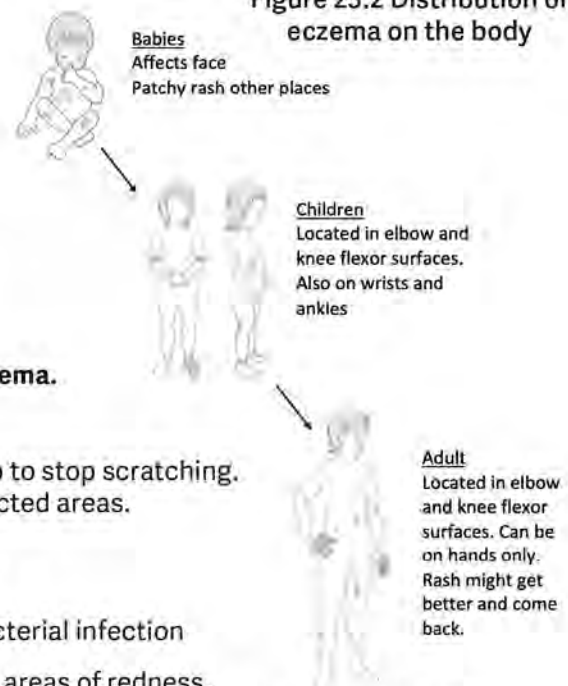 Figure 23.2 Distribution of
eczema on the body
Babies
Affects face
Patchy rash other places
Children
Located in elbow and
knee flexor surfaces.
Also on wrists and
ankles
ema.
to stop scratching.
cted areas.
Adult
Located in elbow
and knee flexor
surfaces. Can be
on hands only.
Rash might get
better and come
back.
cterial infection
areas of redness